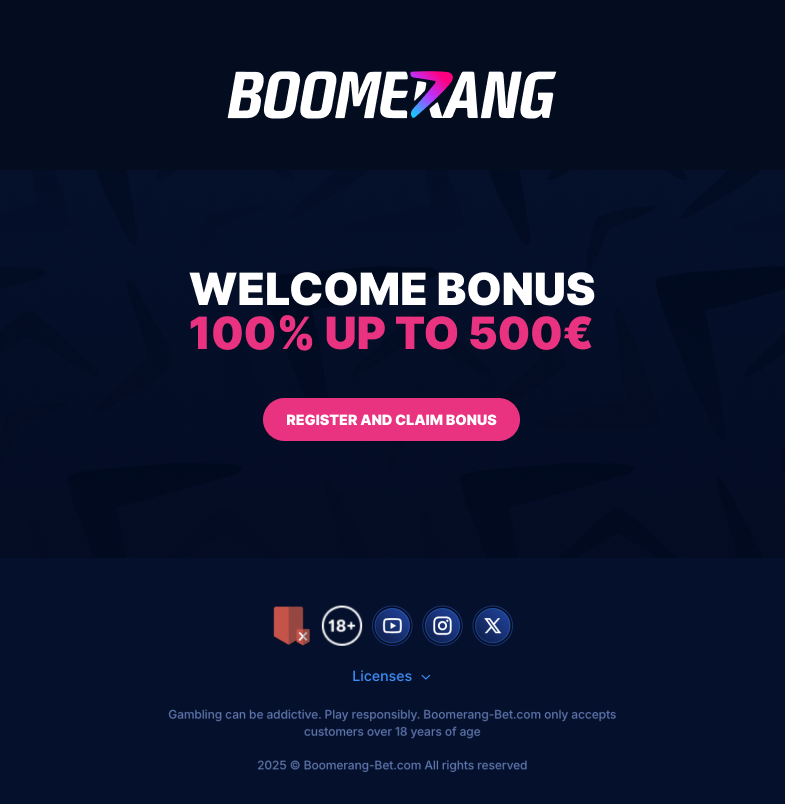 BOOMERANG
WELCOME BONUS
100% UP TO 500€
REGISTER AND CLAIM BONUS
18+
Licenses
Gambling can be addictive. Play responsibly. Boomerang-Bet.com only accepts
customers over 18 years of age
2025 © Boomerang-Bet.com All rights reserved